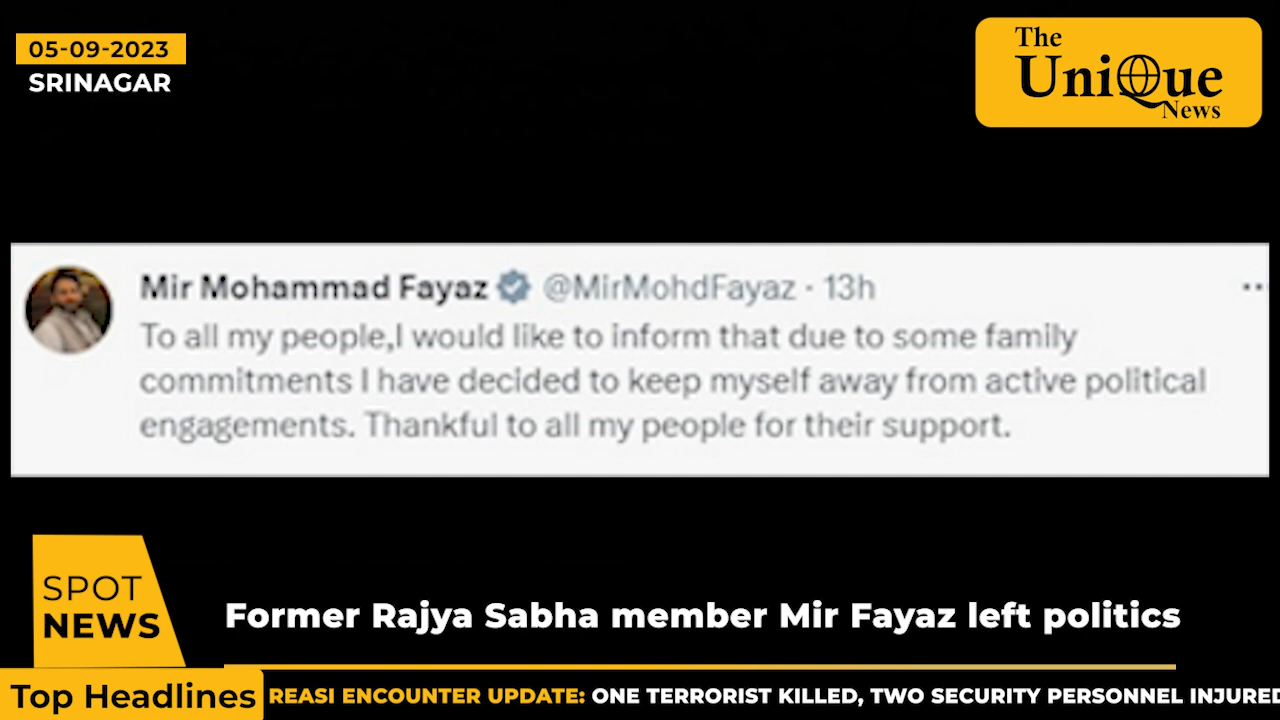 05-09-2023
SRINAGAR
The
UniQue
News
Mir Mohammad Fayaz @MirMohdFayaz · 13h
To all my people,I would like to inform that due to some family
commitments I have decided to keep myself away from active political
engagements. Thankful to all my people for their support.
SPOT
NEWS
Former Rajya Sabha member Mir Fayaz left politics
Top Headlines
REASI ENCOUNTER UPDATE: ONE TERRORIST KILLED, TWO SECURITY PERSONNEL INJURED